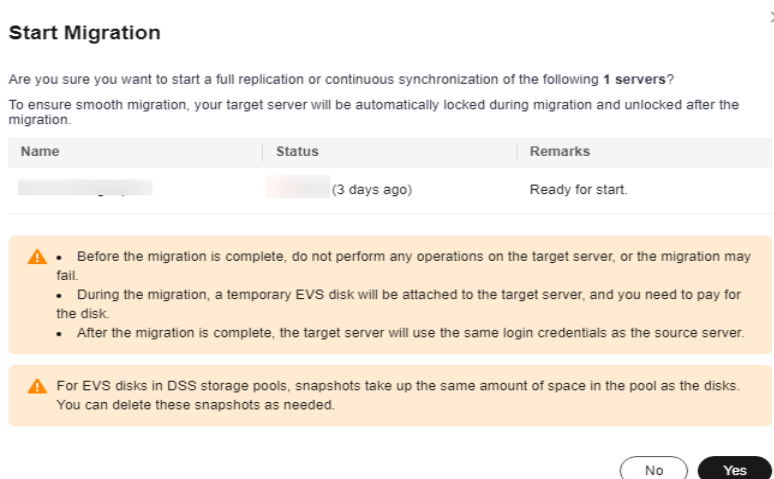 Start Migration
Are you sure you want to start a full replication or continuous synchronization of the following 1 servers?
To ensure smooth migration, your target server will be automatically locked during migration and unlocked after the
migration.
Name Status Remarks
(3 days ago) Ready for start.
• Before the migration is complete, do not perform any operations on the target server, or the migration may
fail.
• During the migration, a temporary EVS disk will be attached to the target server, and you need to pay for
the disk.
• After the migration is complete, the target server will use the same login credentials as the source server.
For EVS disks in DSS storage pools, snapshots take up the same amount of space in the pool as the disks.
You can delete these snapshots as needed.
No Yes